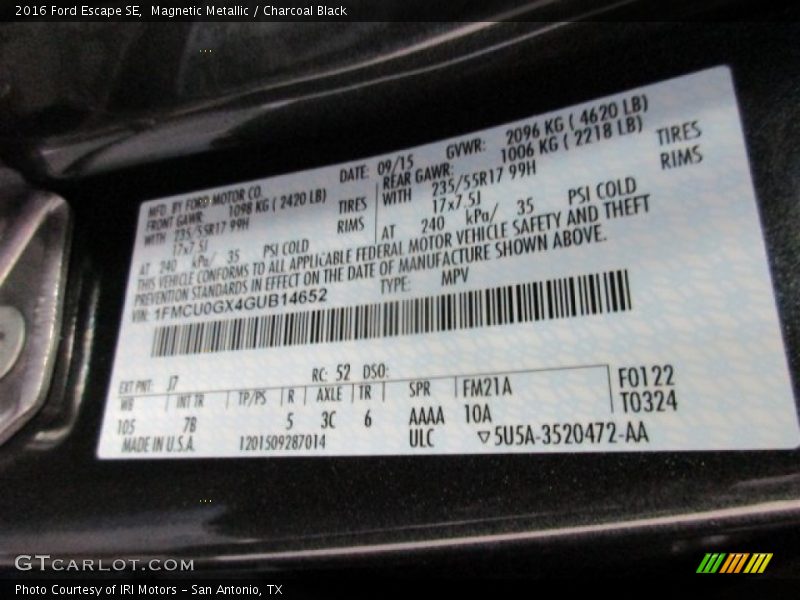 2016 Ford Escape SE, Magnetic Metallic / Charcoal Black
MFD. BY FORD MOTOR CO.
DATE: 09/15 GVWR: 2096 KG ( 4620 LB)
FRONT GAWR: 1098 KG ( 2420 LB)
REAR GAWR: 1006 KG ( 2218 LB)
WITH 235/55R17 99H TIRES
WITH 235/55R17 99H TIRES
17x7.5J RIMS
17x7.5J RIMS
AT 240 kPa/ 35 PSI COLD
AT 240 kPa/ 35 PSI COLD
THIS VEHICLE CONFORMS TO ALL APPLICABLE FEDERAL MOTOR VEHICLE SAFETY AND THEFT
PREVENTION STANDARDS IN EFFECT ON THE DATE OF MANUFACTURE SHOWN ABOVE.
VIN: 1FMCU0GX4GUB14652 TYPE: MPV
EXT PNT: J7 RC: 52 DSO:
WB INT TR TP/PS R AXLE TR SPR FM21A F0122
105 7B 5 3C 6 AAAA 10A T0324
MADE IN U.S.A. 1201509287014 ULC ▽5U5A-3520472-AA
GTCARLOT.COM
Photo Courtesy of IRI Motors – San Antonio, TX